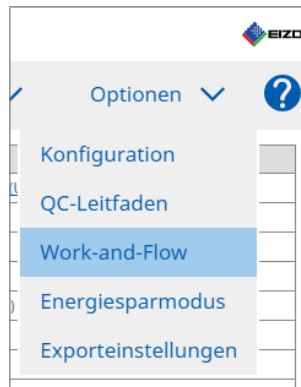 EIZO
Optionen
?
Konfiguration
QC-Leitfaden
Work-and-Flow
Energiesparmodus
Exporteinstellungen